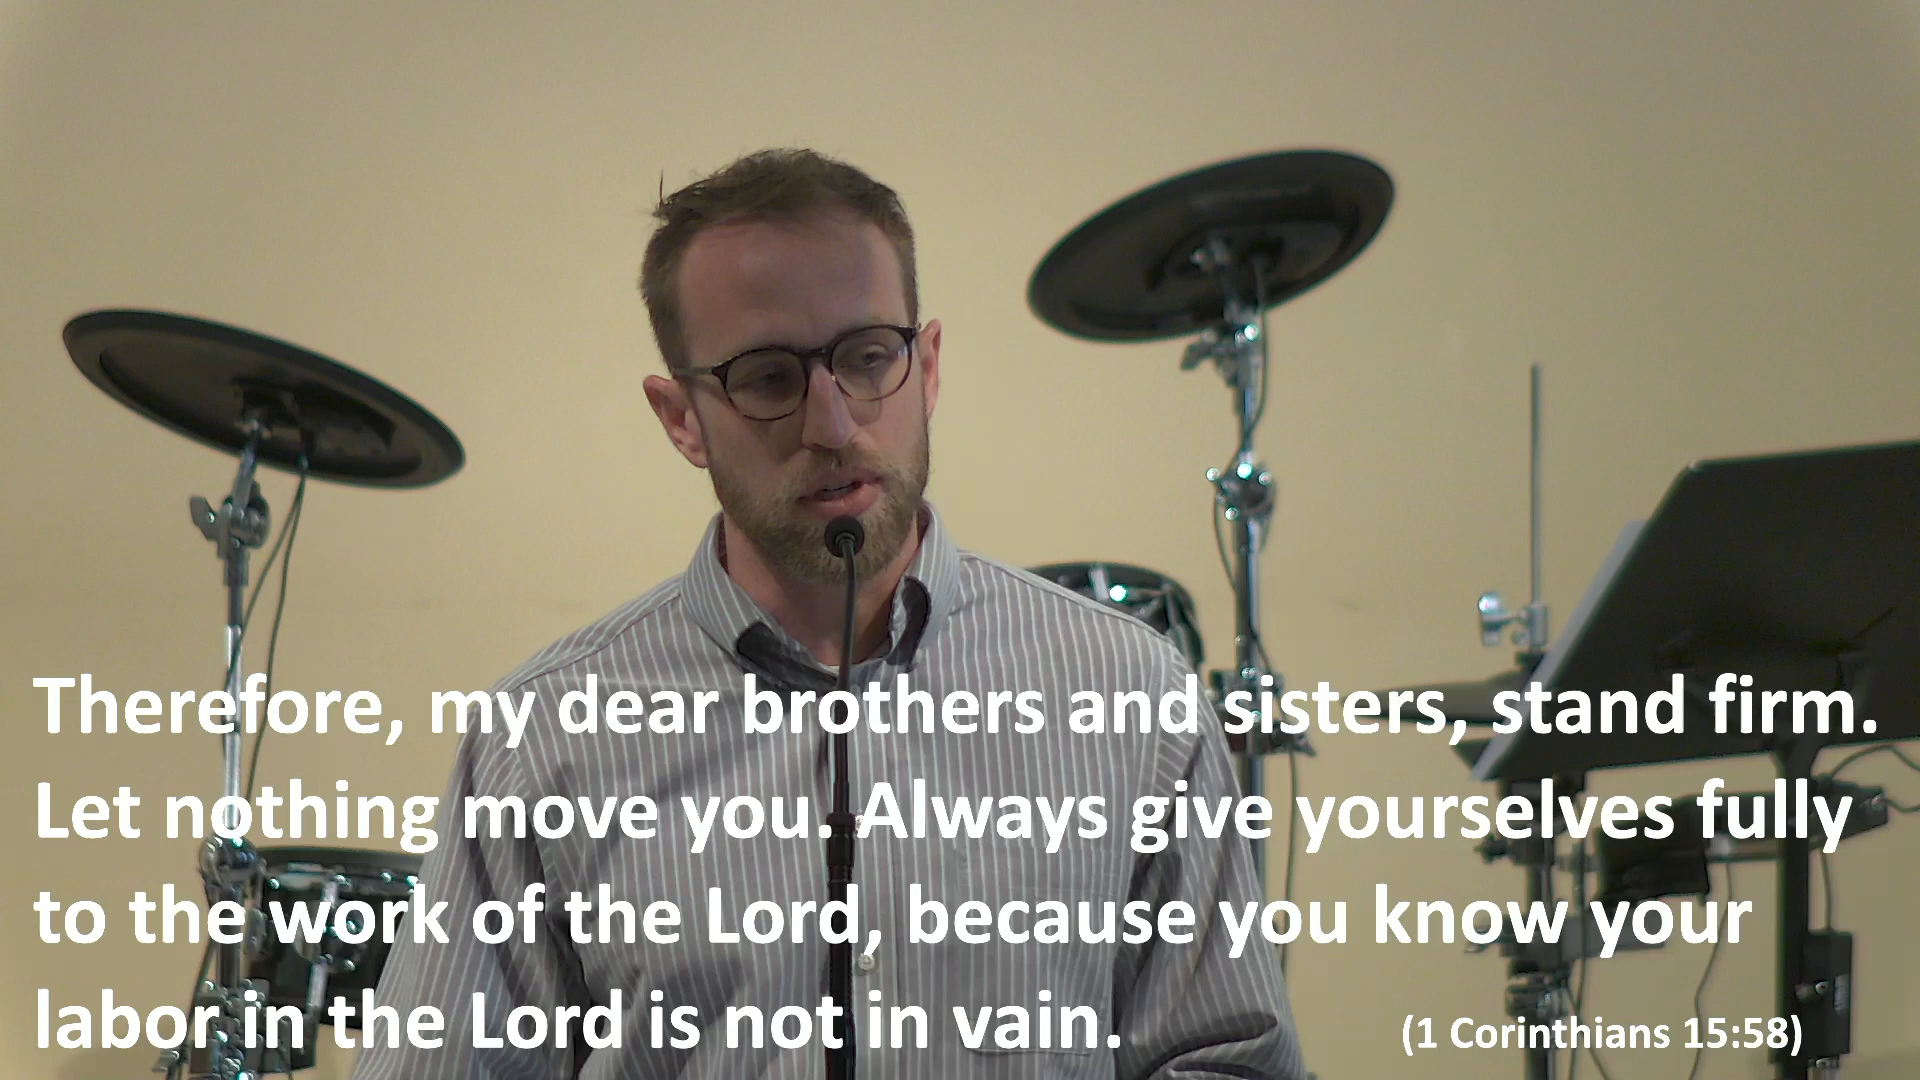 Therefore, my dear brothers and sisters, stand firm.
Let nothing move you. Always give yourselves fully
to the work of the Lord, because you know your
labor in the Lord is not in vain.
(1 Corinthians 15:58)